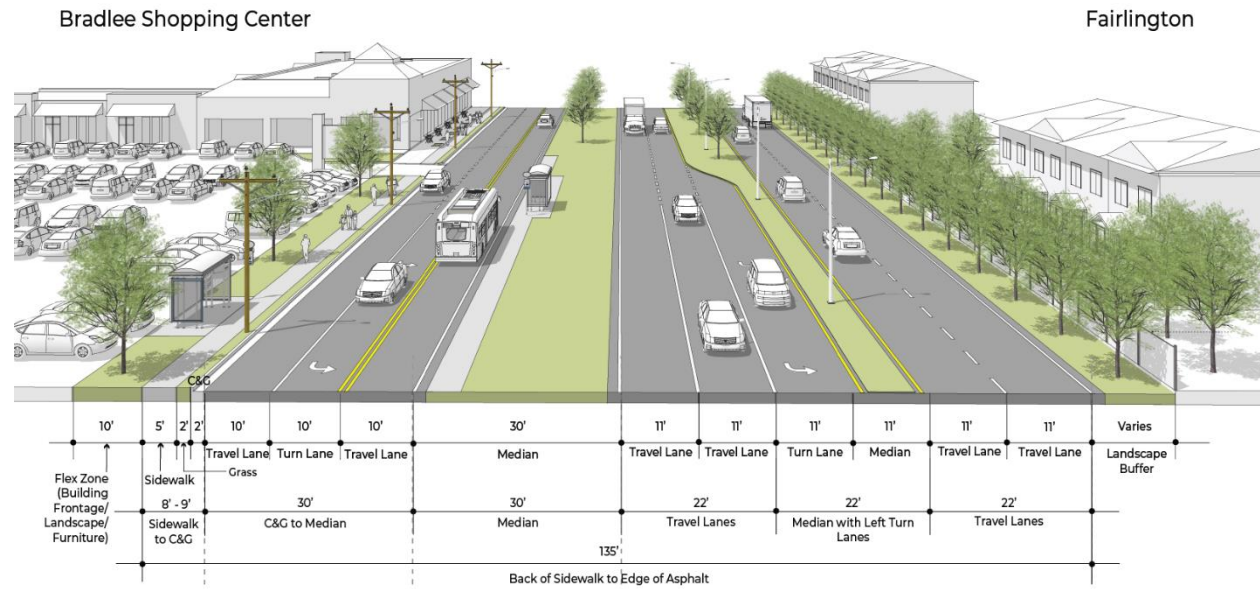 Bradlee Shopping Center
Fairlington
C&G
10'
5'
2'
2'
10'
10'
10'
30'
11'
11'
11'
11'
11'
11'
Varies
Travel Lane
Turn Lane
Travel Lane
Median
Travel Lane
Travel Lane
Turn Lane
Median
Travel Lane
Travel Lane
Landscape
Buffer
Grass
Flex Zone
(Building
Frontage/
Landscape/
Furniture)
Sidewalk
8' - 9'
30'
30'
22'
22'
22'
Sidewalk
to C&G
C&G to Median
Median
Travel Lanes
Median with Left Turn
Lanes
Travel Lanes
135'
Back of Sidewalk to Edge of Asphalt